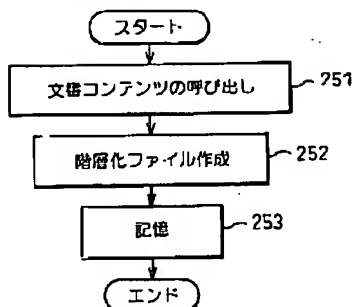 スタート
文書コンテンツの呼び出し
251
階層化ファイル作成
252
記憶
253
エンド